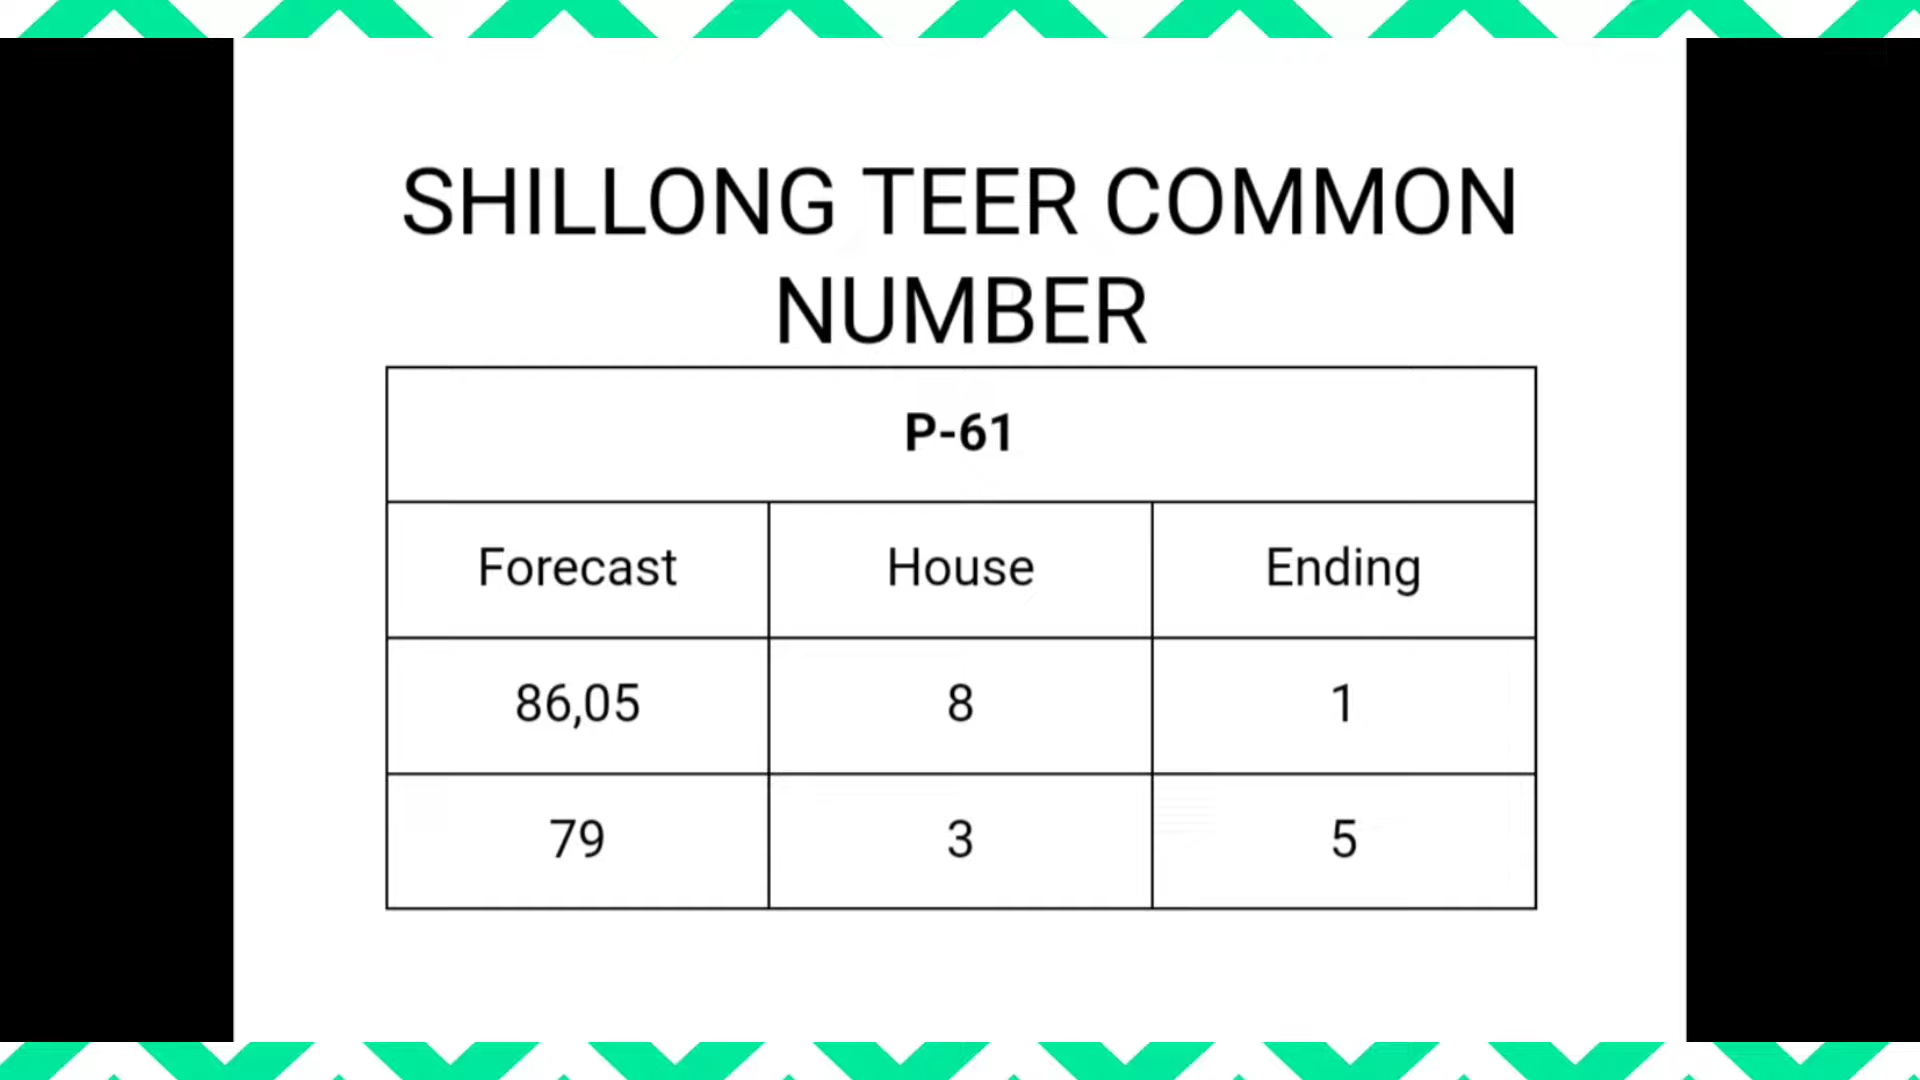 SHILLONG TEER COMMON
NUMBER
P-61
Forecast House Ending
86,05 8 1
79 3 5